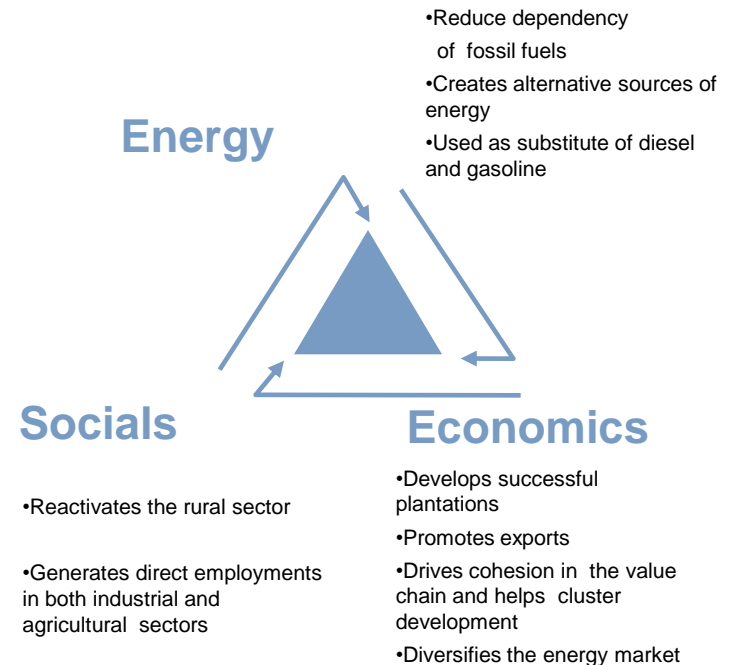 •Reduce dependency
of fossil fuels
•Creates alternative sources of
energy
•Used as substitute of diesel
and gasoline
Energy
Socials
•Reactivates the rural sector
•Generates direct employments
in both industrial and
agricultural sectors
Economics
•Develops successful
plantations
•Promotes exports
•Drives cohesion in the value
chain and helps cluster
development
•Diversifies the energy market